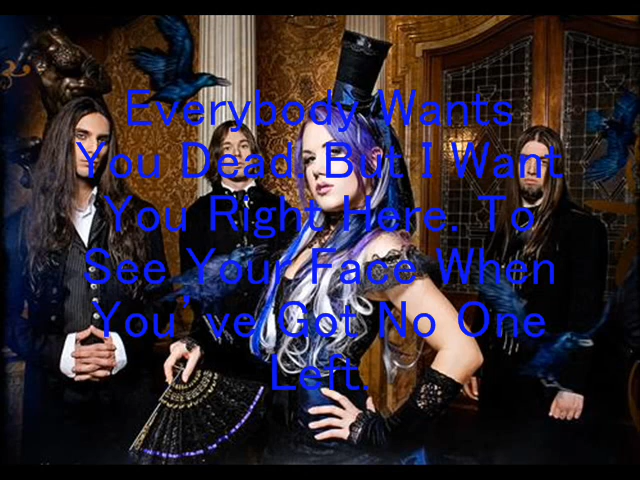 Everybody Wants
You Dead. But I Want
You Right Here. To
See Your Face When
You've Got No One
Left.